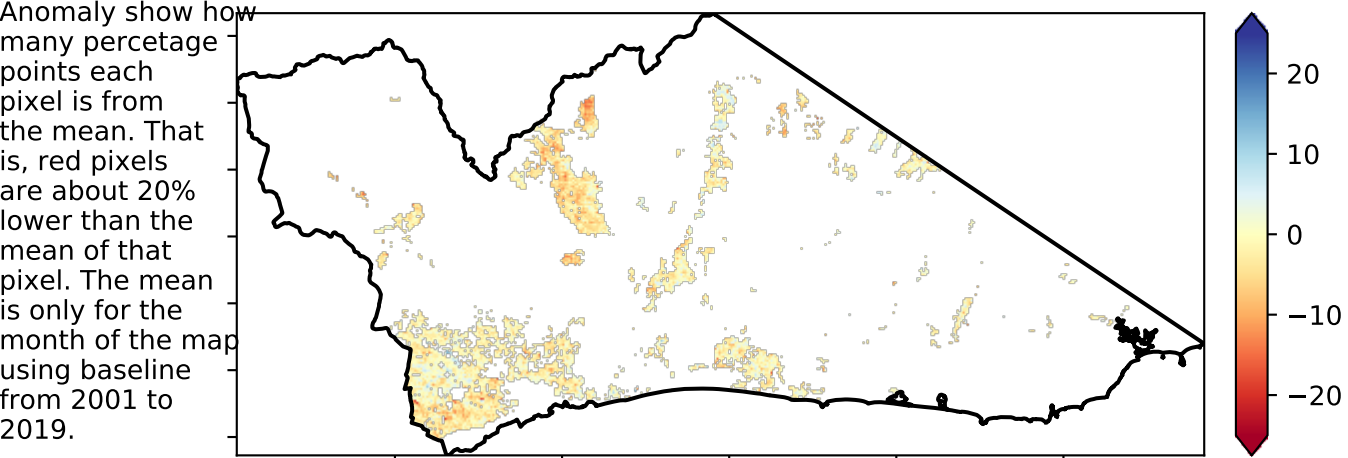 Anomaly show how
many percetage
points each
pixel is from
the mean. That
is, red pixels
are about 20%
lower than the
mean of that
pixel. The mean
is only for the
month of the map
using baseline
from 2001 to
2019.
20
10
0
−10
−20